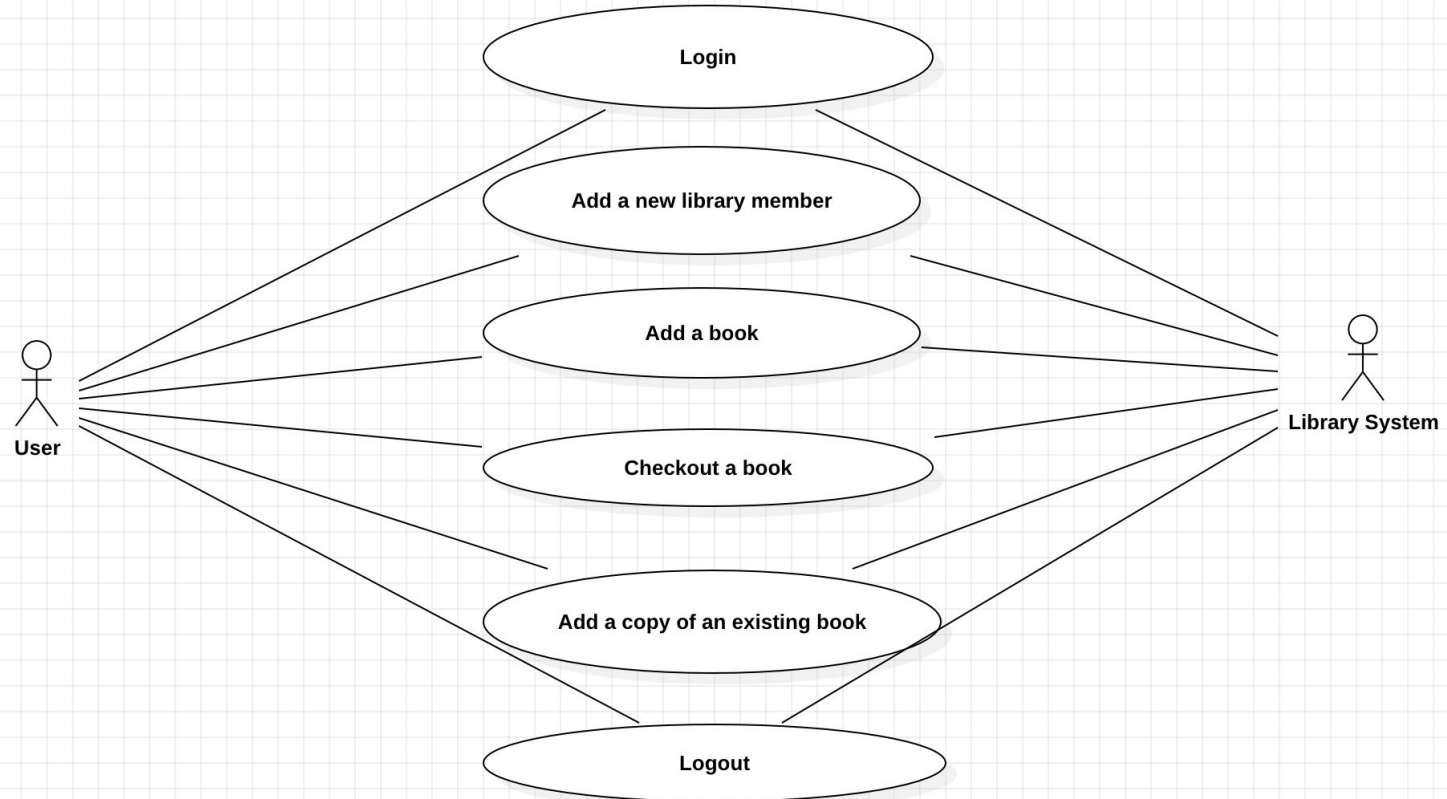 Login
Add a new library member
Add a book
User
Library System
Checkout a book
Add a copy of an existing book
Logout